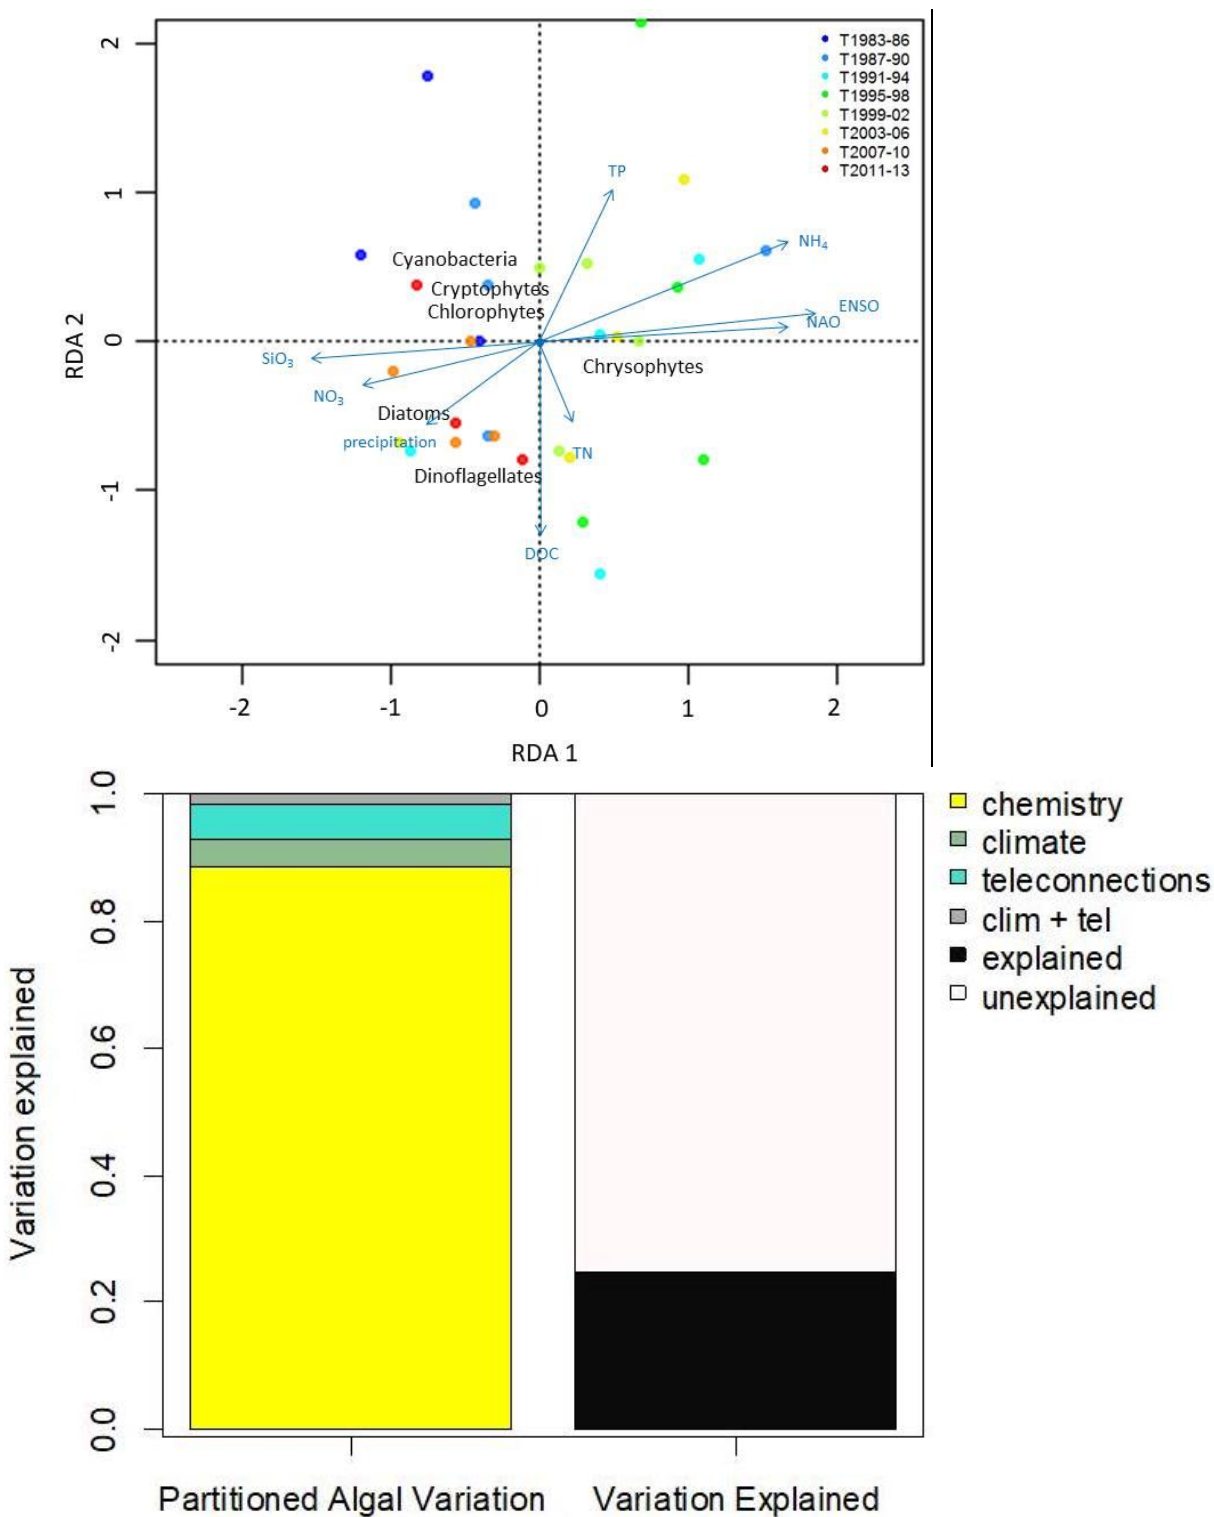 2
1
0
-1
-2
RDA 2
T1983-86
T1987-90
T1991-94
T1995-98
T1999-02
T2003-06
T2007-10
T2011-13
TP
NH₄
Cyanobacteria
Cryptophytes
Chlorophytes
ENSO
NAO
SiO₃
Chrysophytes
NO₃
Diatoms
precipitation
TN
Dinoflagellates
DOC
-2
-1
0
1
2
RDA 1
1.0
0.8
0.6
0.4
0.2
0.0
Variation explained
chemistry
climate
teleconnections
clim + tel
explained
unexplained
Partitioned Algal Variation
Variation Explained